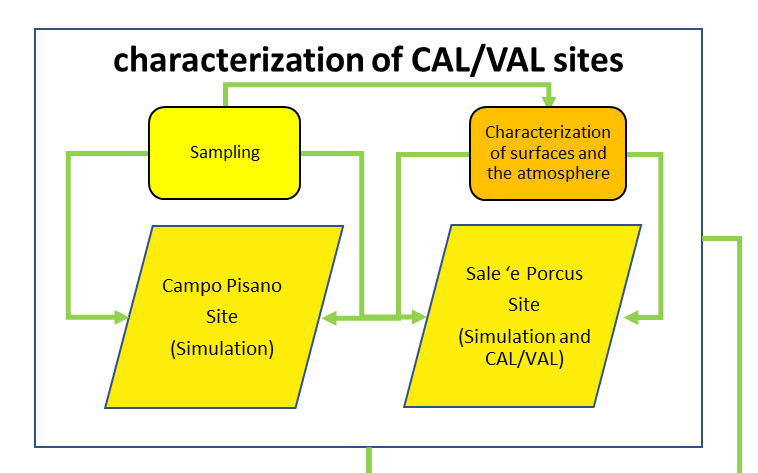 characterization of CAL/VAL sites
Sampling
Characterization
of surfaces and
the atmosphere
Campo Pisano
Site
(Simulation)
Sale ‘e Porcus
Site
(Simulation and
CAL/VAL)